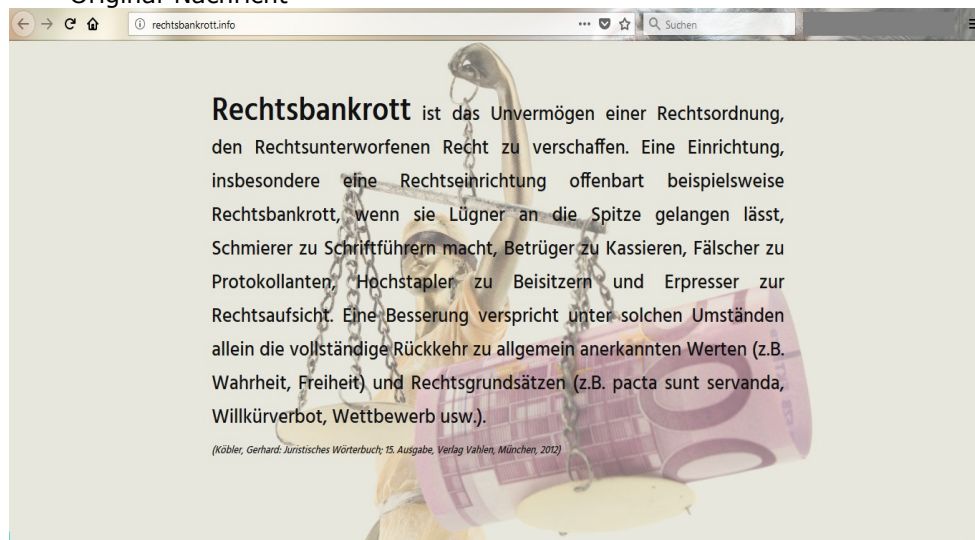 Original-Nachricht
rechtsbankrott.info
Suchen
Rechtsbankrott ist das Unvermögen einer Rechtsordnung,
den Rechtsunterworfenen Recht zu verschaffen. Eine Einrichtung,
insbesondere eine Rechtseinrichtung offenbart beispielsweise
Rechtsbankrott, wenn sie Lügner an die Spitze gelangen lässt,
Schmierer zu Schriftführern macht, Betrüger zu Kassieren, Fälscher zu
Protokollanten, Hochstapler zu Beisitzern und Erpresser zur
Rechtsaufsicht. Eine Besserung verspricht unter solchen Umständen
allein die vollständige Rückkehr zu allgemein anerkannten Werten (z.B.
Wahrheit, Freiheit) und Rechtsgrundsätzen (z.B. pacta sunt servanda,
Willkürverbot, Wettbewerb usw.).
(Köbler, Gerhard: Juristisches Wörterbuch; 15. Ausgabe, Verlag Vahlen, München, 2012)